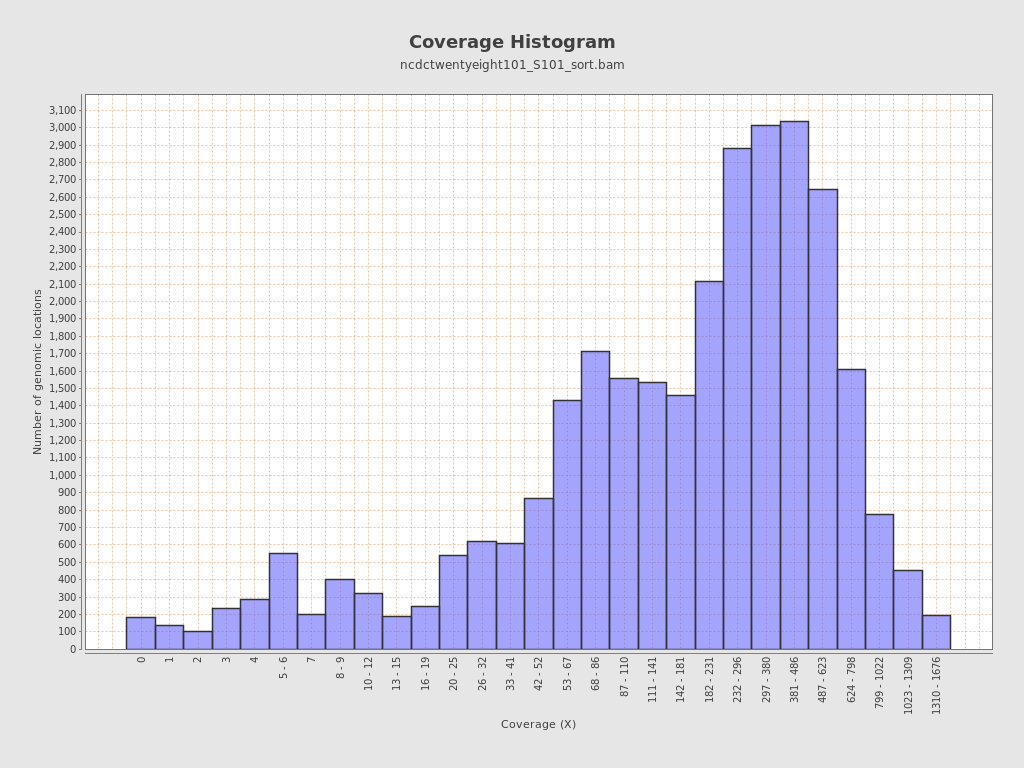 Coverage Histogram
ncdctwentyeight101_S101_sort.bam
Number of genomic locations
3,100
3,000
2,900
2,800
2,700
2,600
2,500
2,400
2,300
2,200
2,100
2,000
1,900
1,800
1,700
1,600
1,500
1,400
1,300
1,200
1,100
1,000
900
800
700
600
500
400
300
200
100
0
0
1
2
3
4
5 - 6
7
8 - 9
10 - 12
13 - 15
16 - 19
20 - 25
26 - 32
33 - 41
42 - 52
53 - 67
68 - 86
87 - 110
111 - 141
142 - 181
182 - 231
232 - 296
297 - 380
381 - 486
487 - 623
624 - 798
799 - 1022
1023 - 1309
1310 - 1676
Coverage (X)